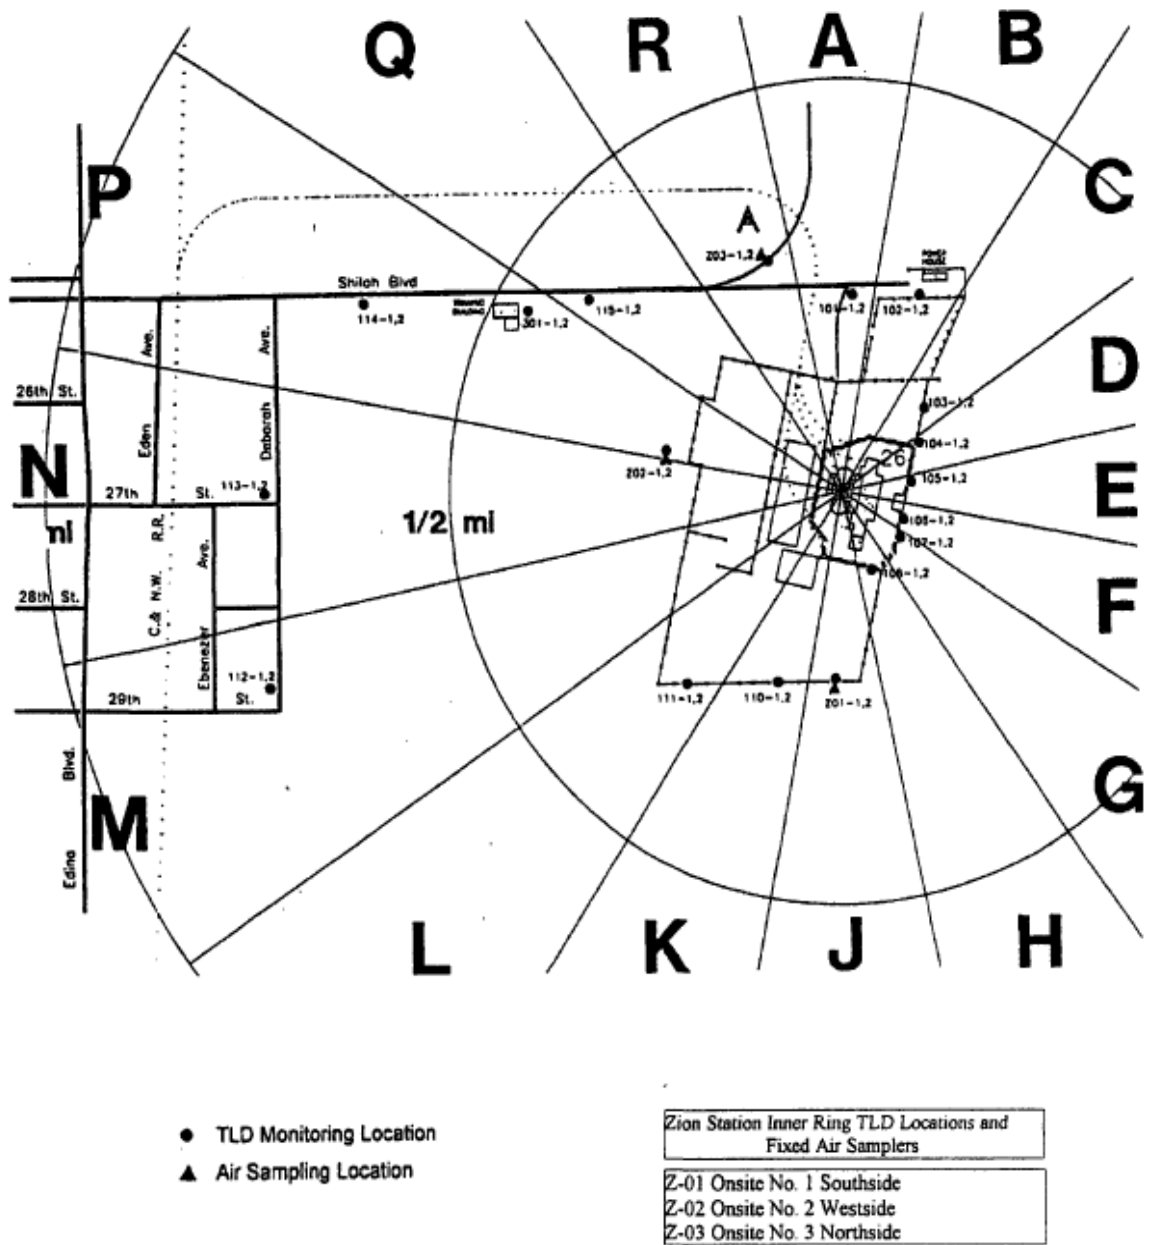 Q
R
A
B
P
C
A
203-1,2
POWER
HOUSE
Shiloh Blvd
114-1,2
301-1,2
115-1,2
101-1,2
102-1,2
Eden Ave.
Deborah Ave.
26th St.
D
103-1,2
104-1,2
N
mi
202-1,2
26
E
105-1,2
27th St.
113-1,2
1/2 mi
108-1,2
107-1,2
106-1,2
C.& N.W. R.R.
Ebenezer Ave.
28th St.
F
112-1,2
29th St.
111-1,2
110-1,2
201-1,2
Edina Blvd.
M
G
L
K
J
H
TLD Monitoring Location
Air Sampling Location
Zion Station Inner Ring TLD Locations and
Fixed Air Samplers
Z-01 Onsite No. 1 Southside
Z-02 Onsite No. 2 Westside
Z-03 Onsite No. 3 Northside